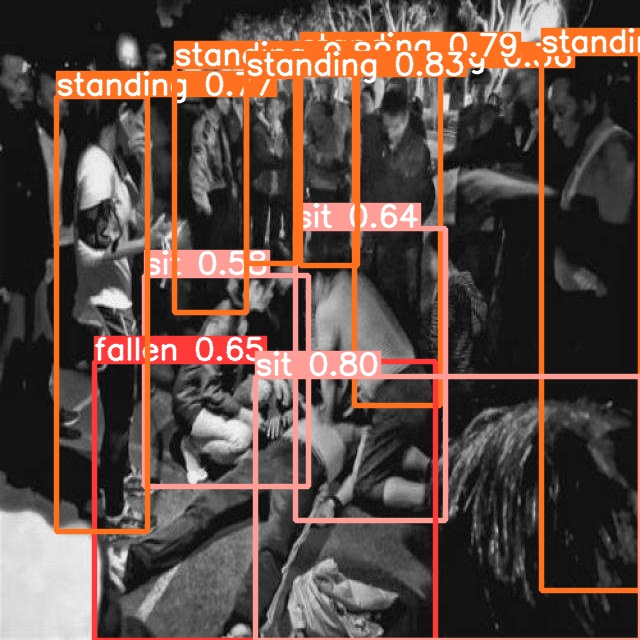 standing 0.79
standing
standing 0.83
standing 0.77
sit 0.64
sit 0.58
fallen 0.65
sit 0.80